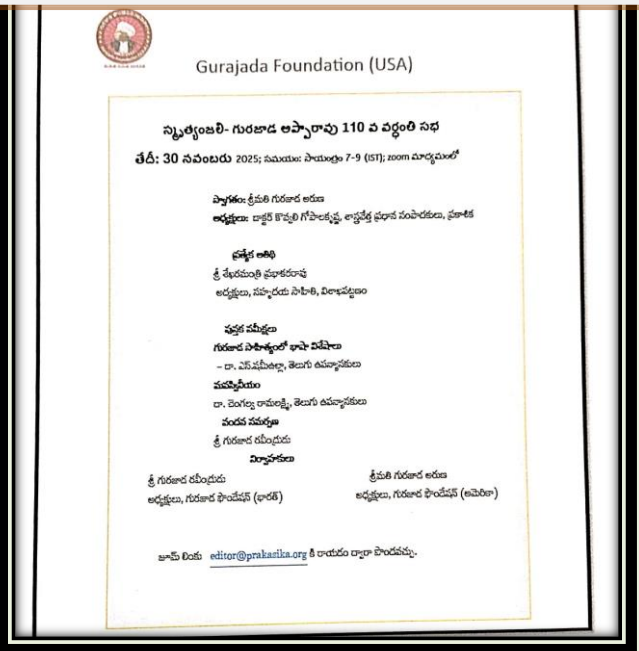 Gurajada Foundation (USA)
స్మృత్యంజలి- గురజాడ అప్పారావు 110 వ వర్ధంతి సభ
తేదీ: 30 నవంబరు 2025; సమయం: సాయంత్రం 7-9 (IST); zoom మాధ్యమంలో
స్వాగతం: శ్రీమతి గురజాడ అరుణ
అధ్యక్షులు: డాక్టర్ కొవ్వలి గోపాలకృష్ణ, శాస్త్రవేత్త ప్రధాన సంపాదకులు, ప్రకాశిక
ప్రత్యేక అతిథి
శ్రీ శేఖరమంత్రి ప్రభాకరరావు
అధ్యక్షులు, సహృదయ సాహితి, విశాఖపట్టణం
పుస్తక సమీక్షలు
గురజాడ సాహిత్యంలో భాషా విశేషాలు
– డా. ఎస్.షమీఉల్లా, తెలుగు ఉపన్యాసకులు
మనస్వినీయం
డా. చెంగల్వ రామలక్ష్మి, తెలుగు ఉపన్యాసకులు
వందన సమర్పణ
శ్రీ గురజాడ రవీంద్రుడు
నిర్వాహకులు
శ్రీ గురజాడ రవీంద్రుడు
అధ్యక్షులు, గురజాడ ఫౌండేషన్ (భారత్)
శ్రీమతి గురజాడ అరుణ
అధ్యక్షులు, గురజాడ ఫౌండేషన్ (అమెరికా)
జూమ్ లింకు editor@prakasika.org కి రాయడం ద్వారా పొందవచ్చు.